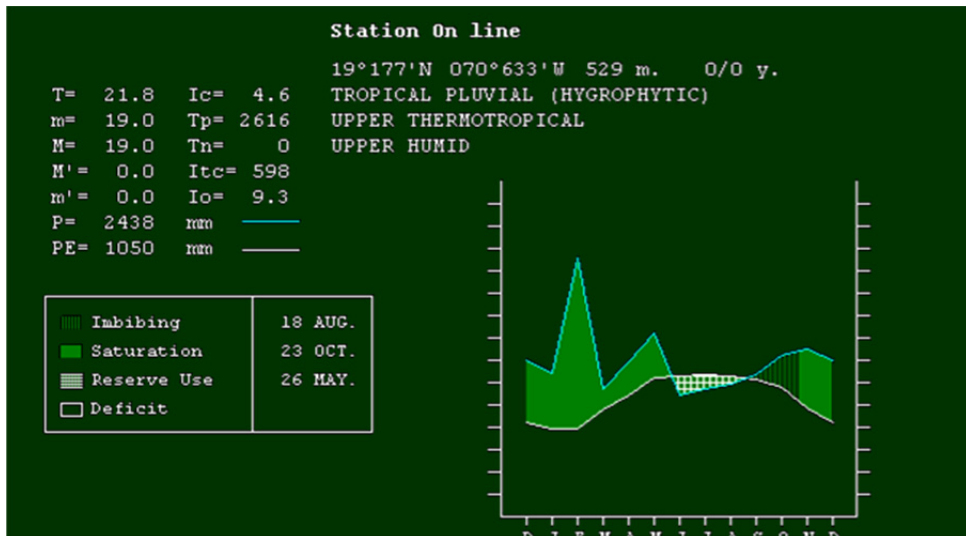 Station On line
19°177'N 070°633'W 529 m. 0/0 y.
T= 21.8 Ic= 4.6 TROPICAL PLUVIAL (HYGROPHYTIC)
m= 19.0 Tp= 2616 UPPER THERMOTROPICAL
M= 19.0 Tn= 0 UPPER HUMID
M'= 0.0 Itc= 598
m'= 0.0 Io= 9.3
P= 2438 mm
PE= 1050 mm
Imbibing 18 AUG.
Saturation 23 OCT.
Reserve Use 26 MAY.
Deficit